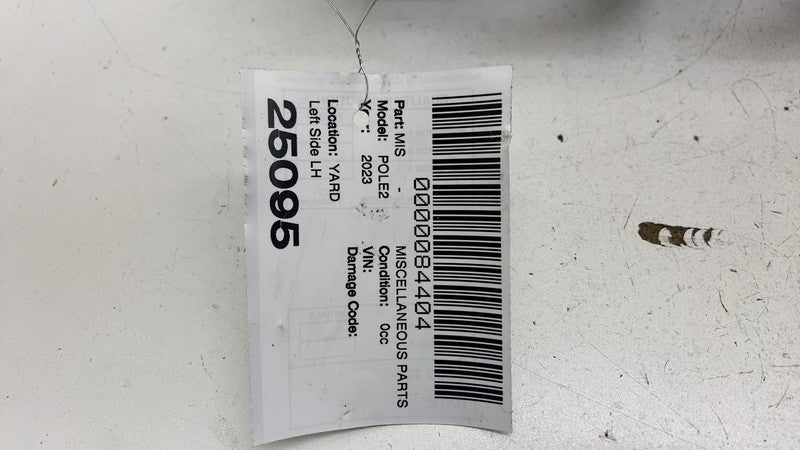 0000084404
Part: MIS - MISCELLANEOUS PARTS
Model: POLE2 Condition: 0cc
Year: 2023 VIN:
Damage Code:
Location: YARD
Left Side LH
25095